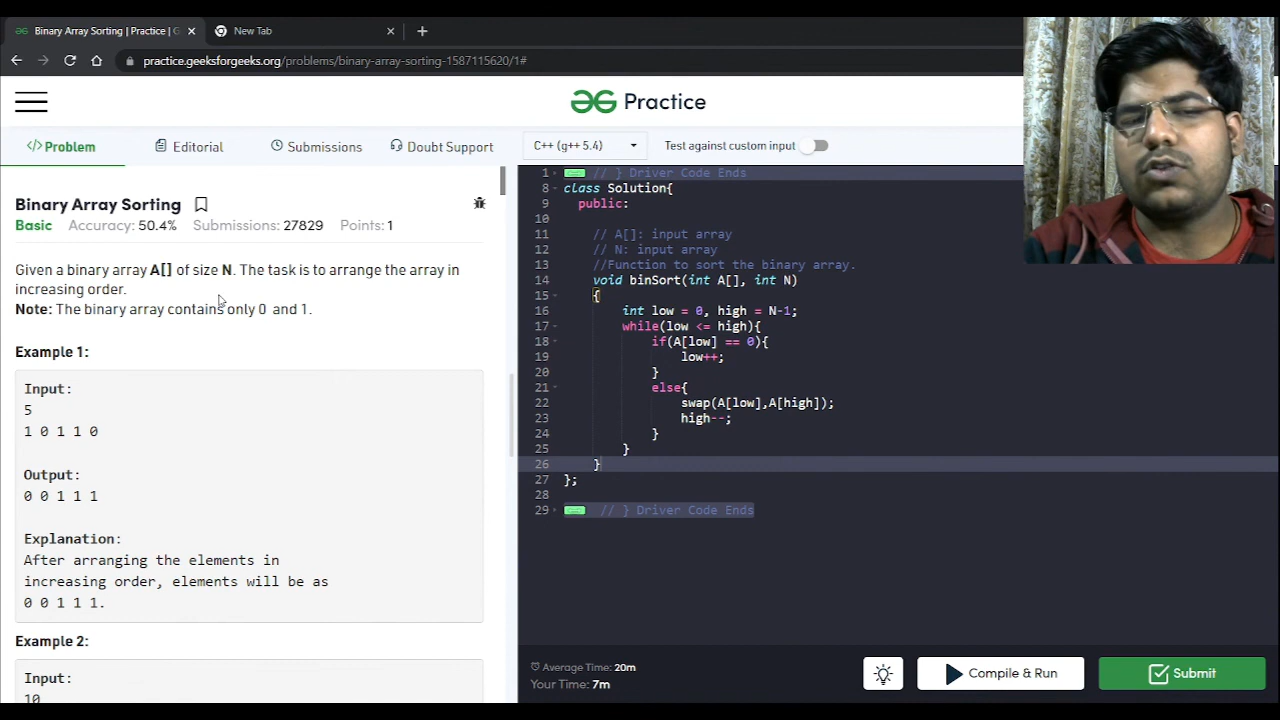 Binary Array Sorting | Practice | G
New Tab
practice.geeksforgeeks.org/problems/binary-array-sorting-1587115620/1#
Practice
Problem
Editorial
Submissions
Doubt Support
C++ (g++ 5.4)
Test against custom input
Binary Array Sorting
Basic Accuracy: 50.4% Submissions: 27829 Points: 1
Given a binary array A[] of size N. The task is to arrange the array in
increasing order.
Note: The binary array contains only 0 and 1.
Example 1:
Input:
5
1 0 1 1 0
Output:
0 0 1 1 1
Explanation:
After arranging the elements in
increasing order, elements will be as
0 0 1 1 1.
Example 2:
Input:
10
1 // } Driver Code Ends
8 class Solution{
9 public:
10
11 // A[]: input array
12 // N: input array
13 //Function to sort the binary array.
14 void binSort(int A[], int N)
15 {
16 int low = 0, high = N-1;
17 while(low <= high){
18 if(A[low] == 0){
19 low++;
20 }
21 else{
22 swap(A[low],A[high]);
23 high--;
24 }
25 }
26 }
27 };
28
29 // } Driver Code Ends
Average Time: 20m
Your Time: 7m
Compile & Run
Submit